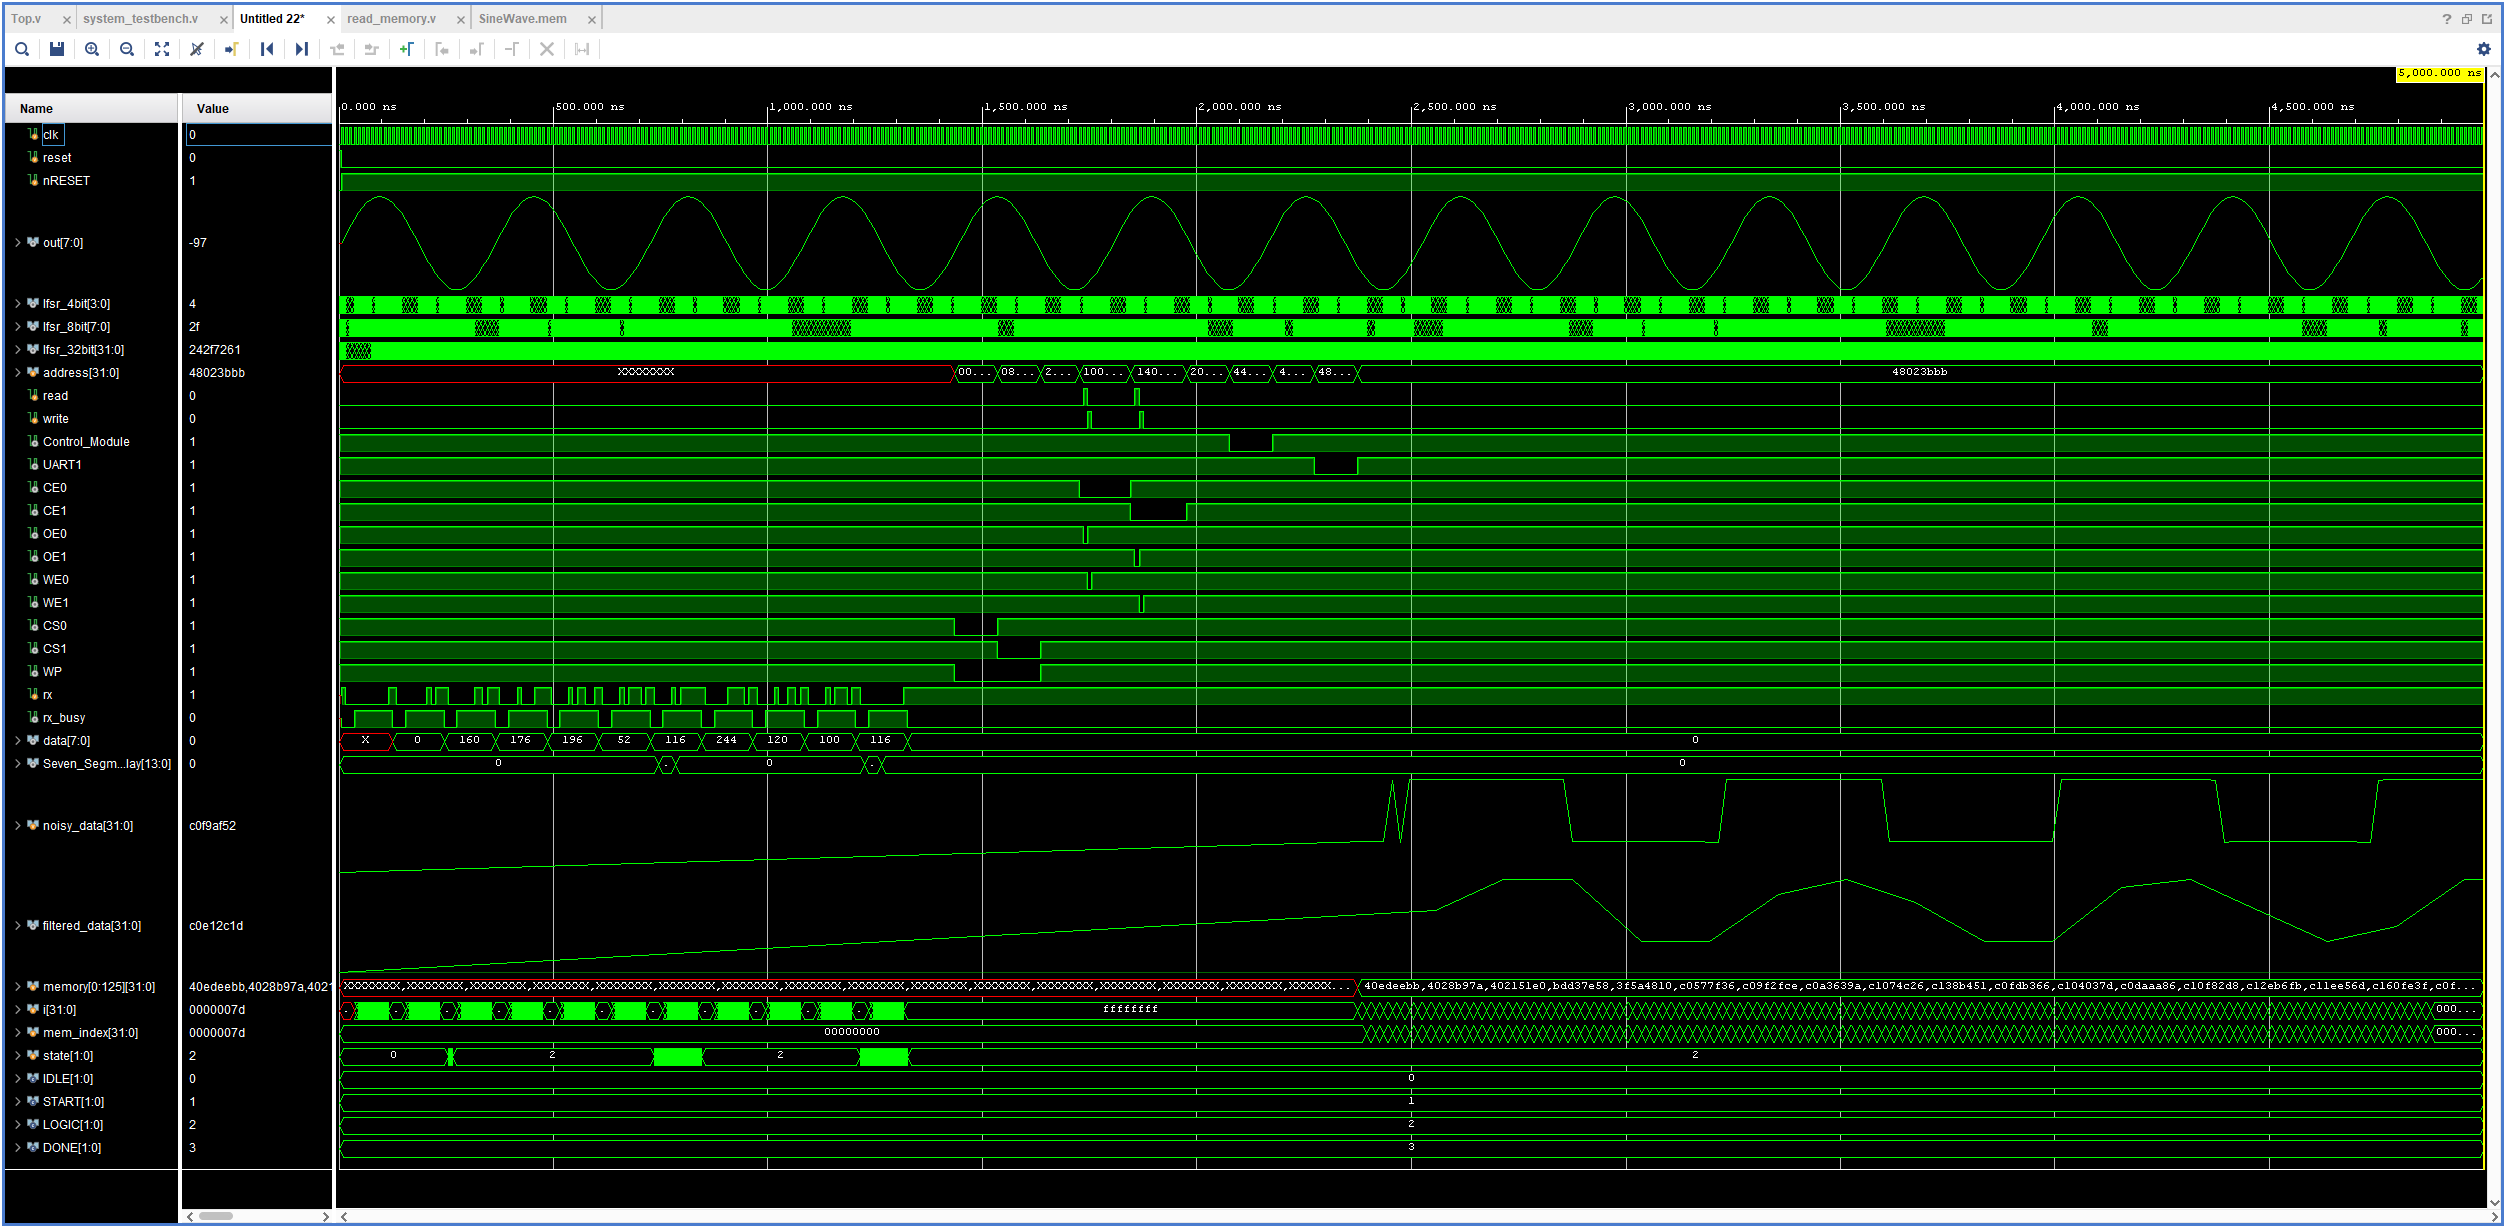 Top.v system_testbench.v Untitled 22* read_memory.v SineWave.mem
5,000.000 ns
Name Value 0.000 ns 500.000 ns 1,000.000 ns 1,500.000 ns 2,000.000 ns 2,500.000 ns 3,000.000 ns 3,500.000 ns 4,000.000 ns 4,500.000 ns
clk 0
reset 0
nRESET 1
out[7:0] -97
lfsr_4bit[3:0] 4
lfsr_8bit[7:0] 2f
lfsr_32bit[31:0] 242f7261
address[31:0] 48023bbb XXXXXXXX 00... 08... 2... 100... 140... 20... 44... 4... 48... 48023bbb
read 0
write 0
Control_Module 1
UART1 1
CE0 1
CE1 1
OE0 1
OE1 1
WE0 1
WE1 1
CS0 1
CS1 1
WP 1
rx 1
rx_busy 0
data[7:0] 0 X 0 160 176 196 52 116 244 120 100 116 0
Seven_Segm...lay[13:0] 0 0 . 0 . 0
noisy_data[31:0] c0f9af52
filtered_data[31:0] c0e12c1d
memory[0:125][31:0] 40edeebb,4028b97a,4021 XXXXXXXX,XXXXXXXX,XXXXXXXX,XXXXXXXX,XXXXXXXX,XXXXXXXX,XXXXXXXX,XXXXXXXX,XXXXXXXX,XXXXXXXX,XXXXXXXX,XXXXXX... 40edeebb,4028b97a,402151e0,bdd37e58,3f5a4810,c0577f36,c09f2fce,c0a3639a,c1074c26,c138b451,c0fdb366,c104037d,c0daaa86,c10f82d8,c12eb6fb,c11ee56d,c160fe3f,c0f...
i[31:0] 0000007d ffffffff 000...
mem_index[31:0] 0000007d 00000000 000...
state[1:0] 2 0 2 2 2
IDLE[1:0] 0 0
START[1:0] 1 1
LOGIC[1:0] 2 2
DONE[1:0] 3 3